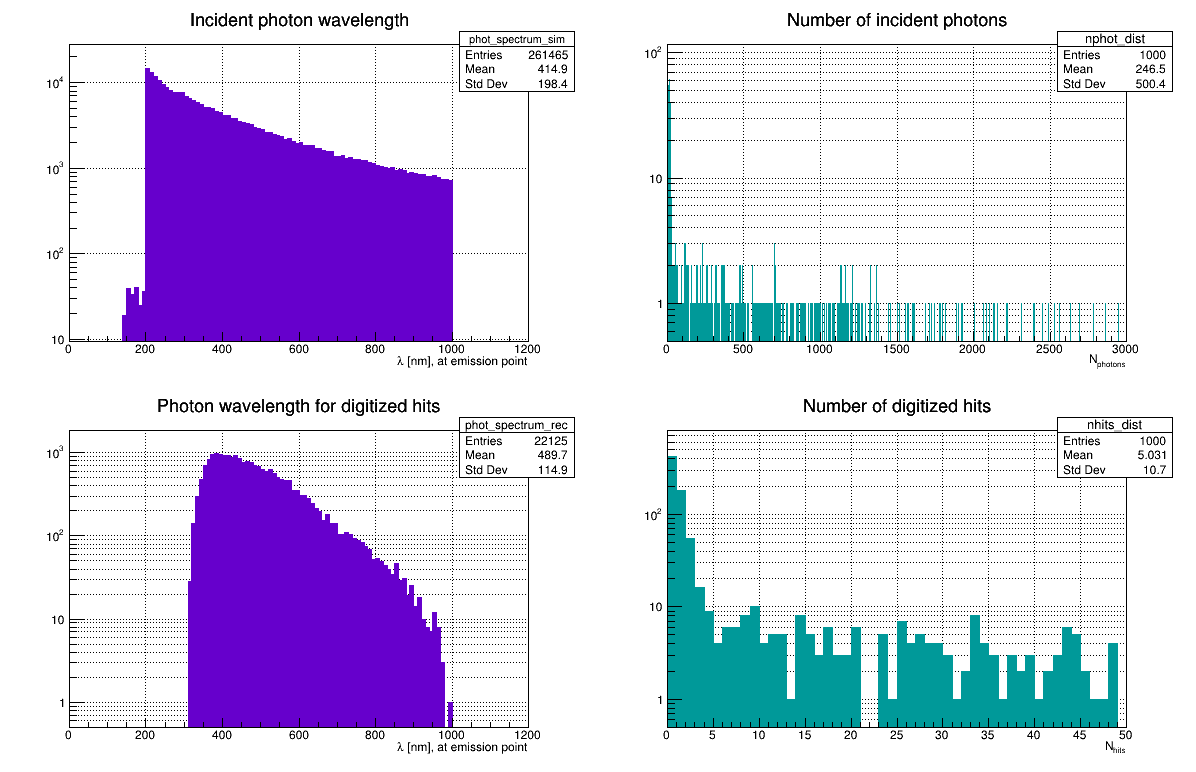 Incident photon wavelength
phot_spectrum_sim
Entries 261465
Mean 414.9
Std Dev 198.4
10^4
10^3
10^2
10
0 200 400 600 800 1000 1200
λ [nm], at emission point
Number of incident photons
nphot_dist
Entries 1000
Mean 246.5
Std Dev 500.4
10^2
10
1
0 500 1000 1500 2000 2500 3000
N_photons
Photon wavelength for digitized hits
phot_spectrum_rec
Entries 22125
Mean 489.7
Std Dev 114.9
10^3
10^2
10
1
0 200 400 600 800 1000 1200
λ [nm], at emission point
Number of digitized hits
nhits_dist
Entries 1000
Mean 5.031
Std Dev 10.7
10^2
10
1
0 5 10 15 20 25 30 35 40 45 50
N_hits